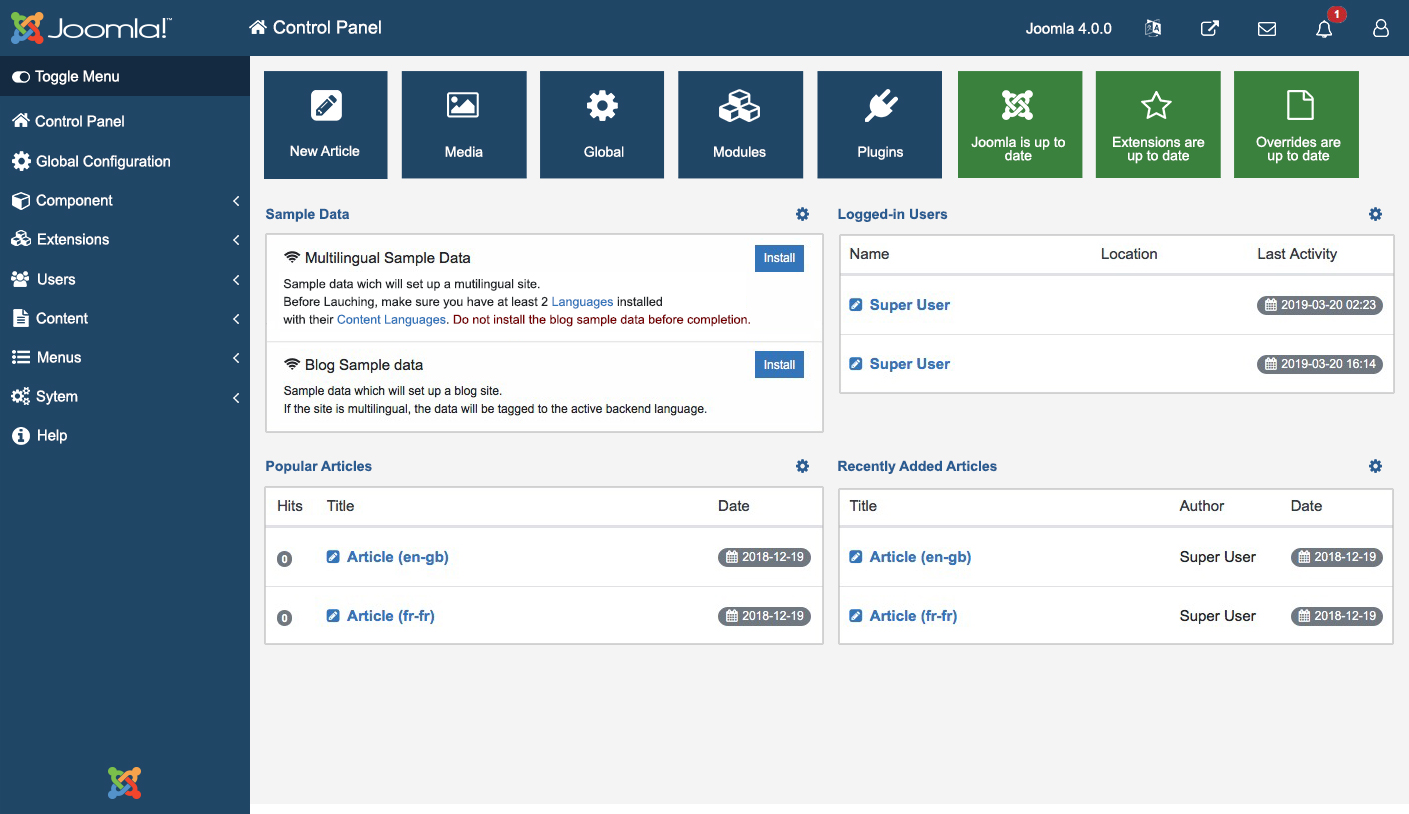 Joomla!™
Control Panel
Joomla 4.0.0
1
Toggle Menu
Control Panel
Global Configuration
Component
Extensions
Users
Content
Menus
Sytem
Help
New Article
Media
Global
Modules
Plugins
Joomla is up to
date
Extensions are
up to date
Overrides are
up to date
Sample Data
Multilingual Sample Data
Install
Sample data wich will set up a mutilingual site.
Before Lauching, make sure you have at least 2 Languages installed
with their Content Languages. Do not install the blog sample data before completion.
Blog Sample data
Install
Sample data which will set up a blog site.
If the site is multilingual, the data will be tagged to the active backend language.
Logged-in Users
Name Location Last Activity
Super User 2019-03-20 02:23
Super User 2019-03-20 16:14
Popular Articles
Hits Title Date
0 Article (en-gb) 2018-12-19
0 Article (fr-fr) 2018-12-19
Recently Added Articles
Title Author Date
Article (en-gb) Super User 2018-12-19
Article (fr-fr) Super User 2018-12-19